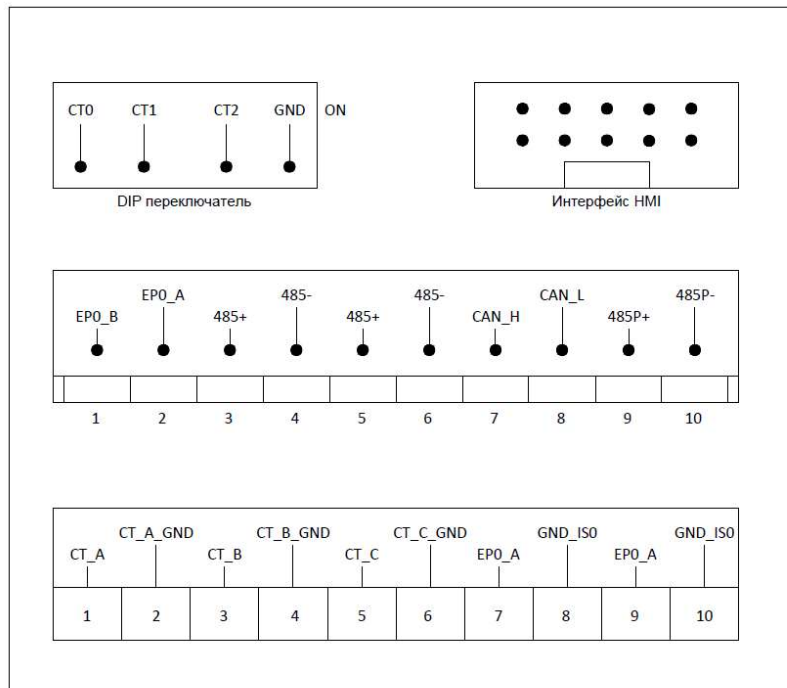 CT0 CT1 CT2 GND ON
DIP переключатель
Интерфейс HMI
EP0_A 485- 485- CAN_L 485P-
EP0_B 485+ 485+ CAN_H 485P+
1 2 3 4 5 6 7 8 9 10
CT_A_GND CT_B_GND CT_C_GND GND_IS0 GND_IS0
CT_A CT_B CT_C EP0_A EP0_A
1 2 3 4 5 6 7 8 9 10